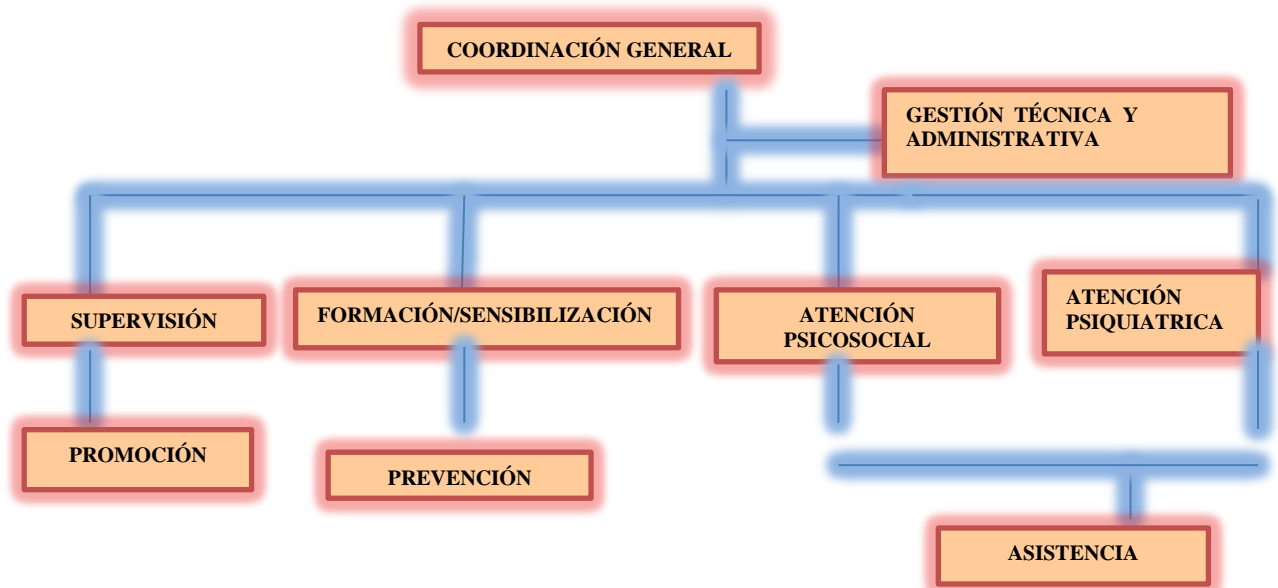 COORDINACIÓN GENERAL
GESTIÓN TÉCNICA Y
ADMINISTRATIVA
SUPERVISIÓN
FORMACIÓN/SENSIBILIZACIÓN
ATENCIÓN
PSICOSOCIAL
ATENCIÓN
PSIQUIATRICA
PROMOCIÓN
PREVENCIÓN
ASISTENCIA